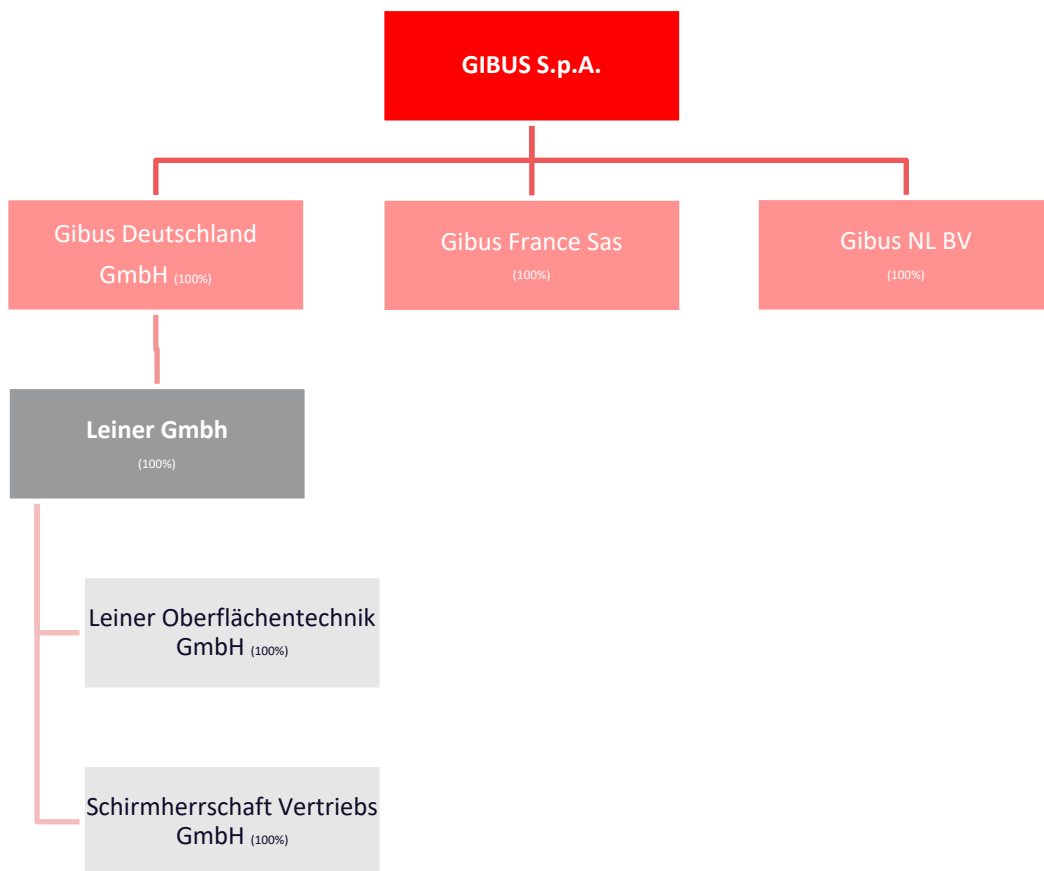 GIBUS S.p.A.
Gibus Deutschland
GmbH (100%)
Gibus France Sas
(100%)
Gibus NL BV
(100%)
Leiner Gmbh
(100%)
Leiner Oberflächentechnik
GmbH (100%)
Schirmherrschaft Vertriebs
GmbH (100%)